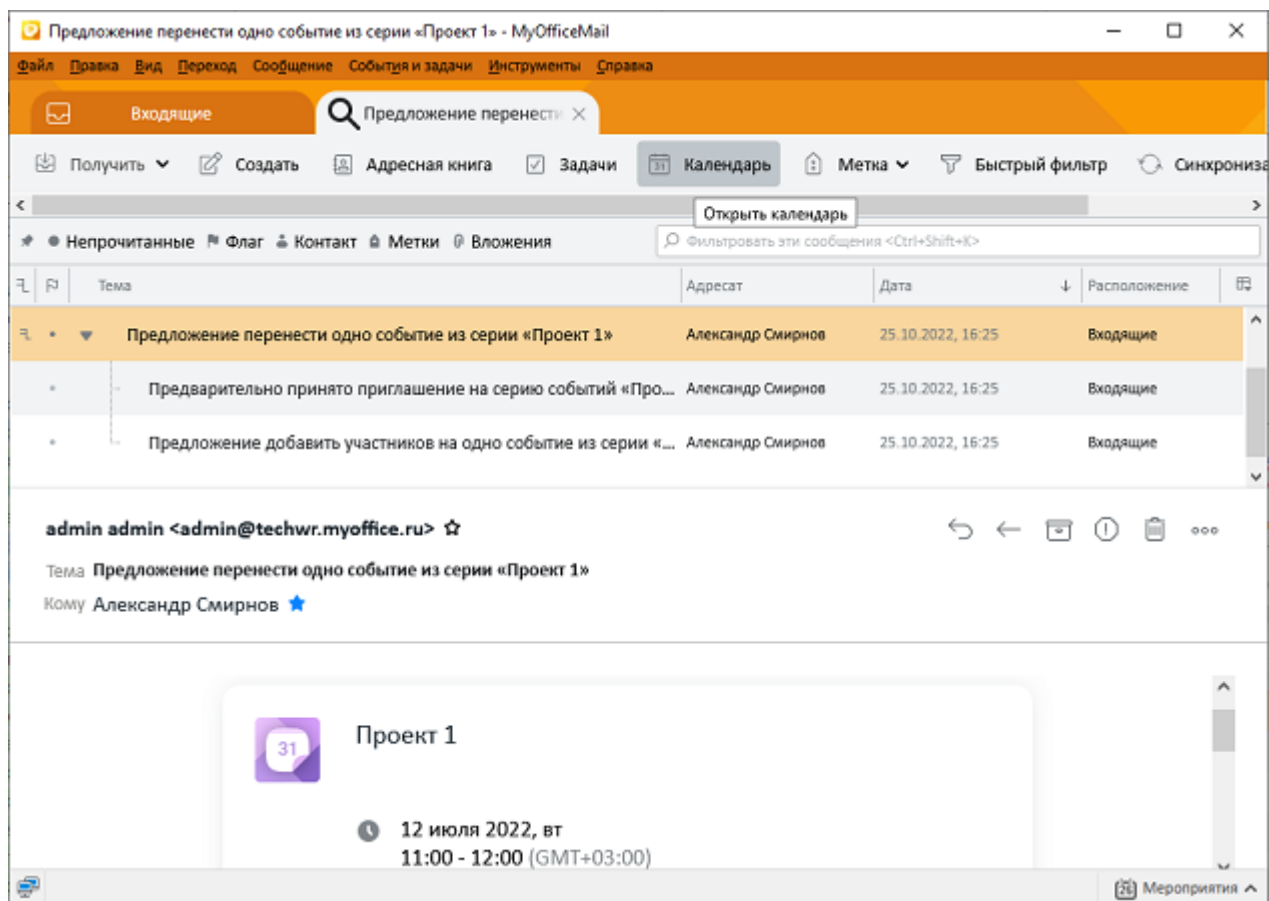 Предложение перенести одно событие из серии «Проект 1» - MyOfficeMail
Файл Правка Вид Переход Сообщение События и задачи Инструменты Справка
Входящие Предложение перенести
Получить Создать Адресная книга Задачи 31 Календарь Метка Быстрый фильтр Синхрониза
Открыть календарь
Непрочитанные Флаг Контакт Метки Вложения Фильтровать эти сообщения <Ctrl+Shift+K>
Тема Адресат Дата Расположение
Предложение перенести одно событие из серии «Проект 1» Александр Смирнов 25.10.2022, 16:25 Входящие
Предварительно принято приглашение на серию событий «Про... Александр Смирнов 25.10.2022, 16:25 Входящие
Предложение добавить участников на одно событие из серии «... Александр Смирнов 25.10.2022, 16:25 Входящие
admin admin <admin@techwr.myoffice.ru>
Тема Предложение перенести одно событие из серии «Проект 1»
Кому Александр Смирнов
31 Проект 1
12 июля 2022, вт
11:00 - 12:00 (GMT+03:00)
26 Мероприятия